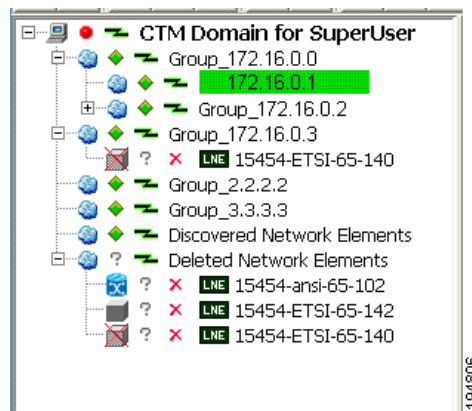 CTM Domain for SuperUser
Group_172.16.0.0
172.16.0.1
Group_172.16.0.2
Group_172.16.0.3
? LNE 15454-ETSI-65-140
Group_2.2.2.2
Group_3.3.3.3
Discovered Network Elements
? Deleted Network Elements
? LNE 15454-ansi-65-102
? LNE 15454-ETSI-65-142
? LNE 15454-ETSI-65-140